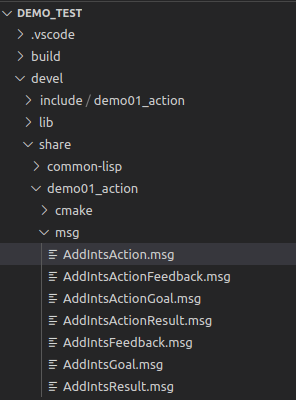 DEMO_TEST
.vscode
build
devel
include / demo01_action
lib
share
common-lisp
demo01_action
cmake
msg
AddIntsAction.msg
AddIntsActionFeedback.msg
AddIntsActionGoal.msg
AddIntsActionResult.msg
AddIntsFeedback.msg
AddIntsGoal.msg
AddIntsResult.msg